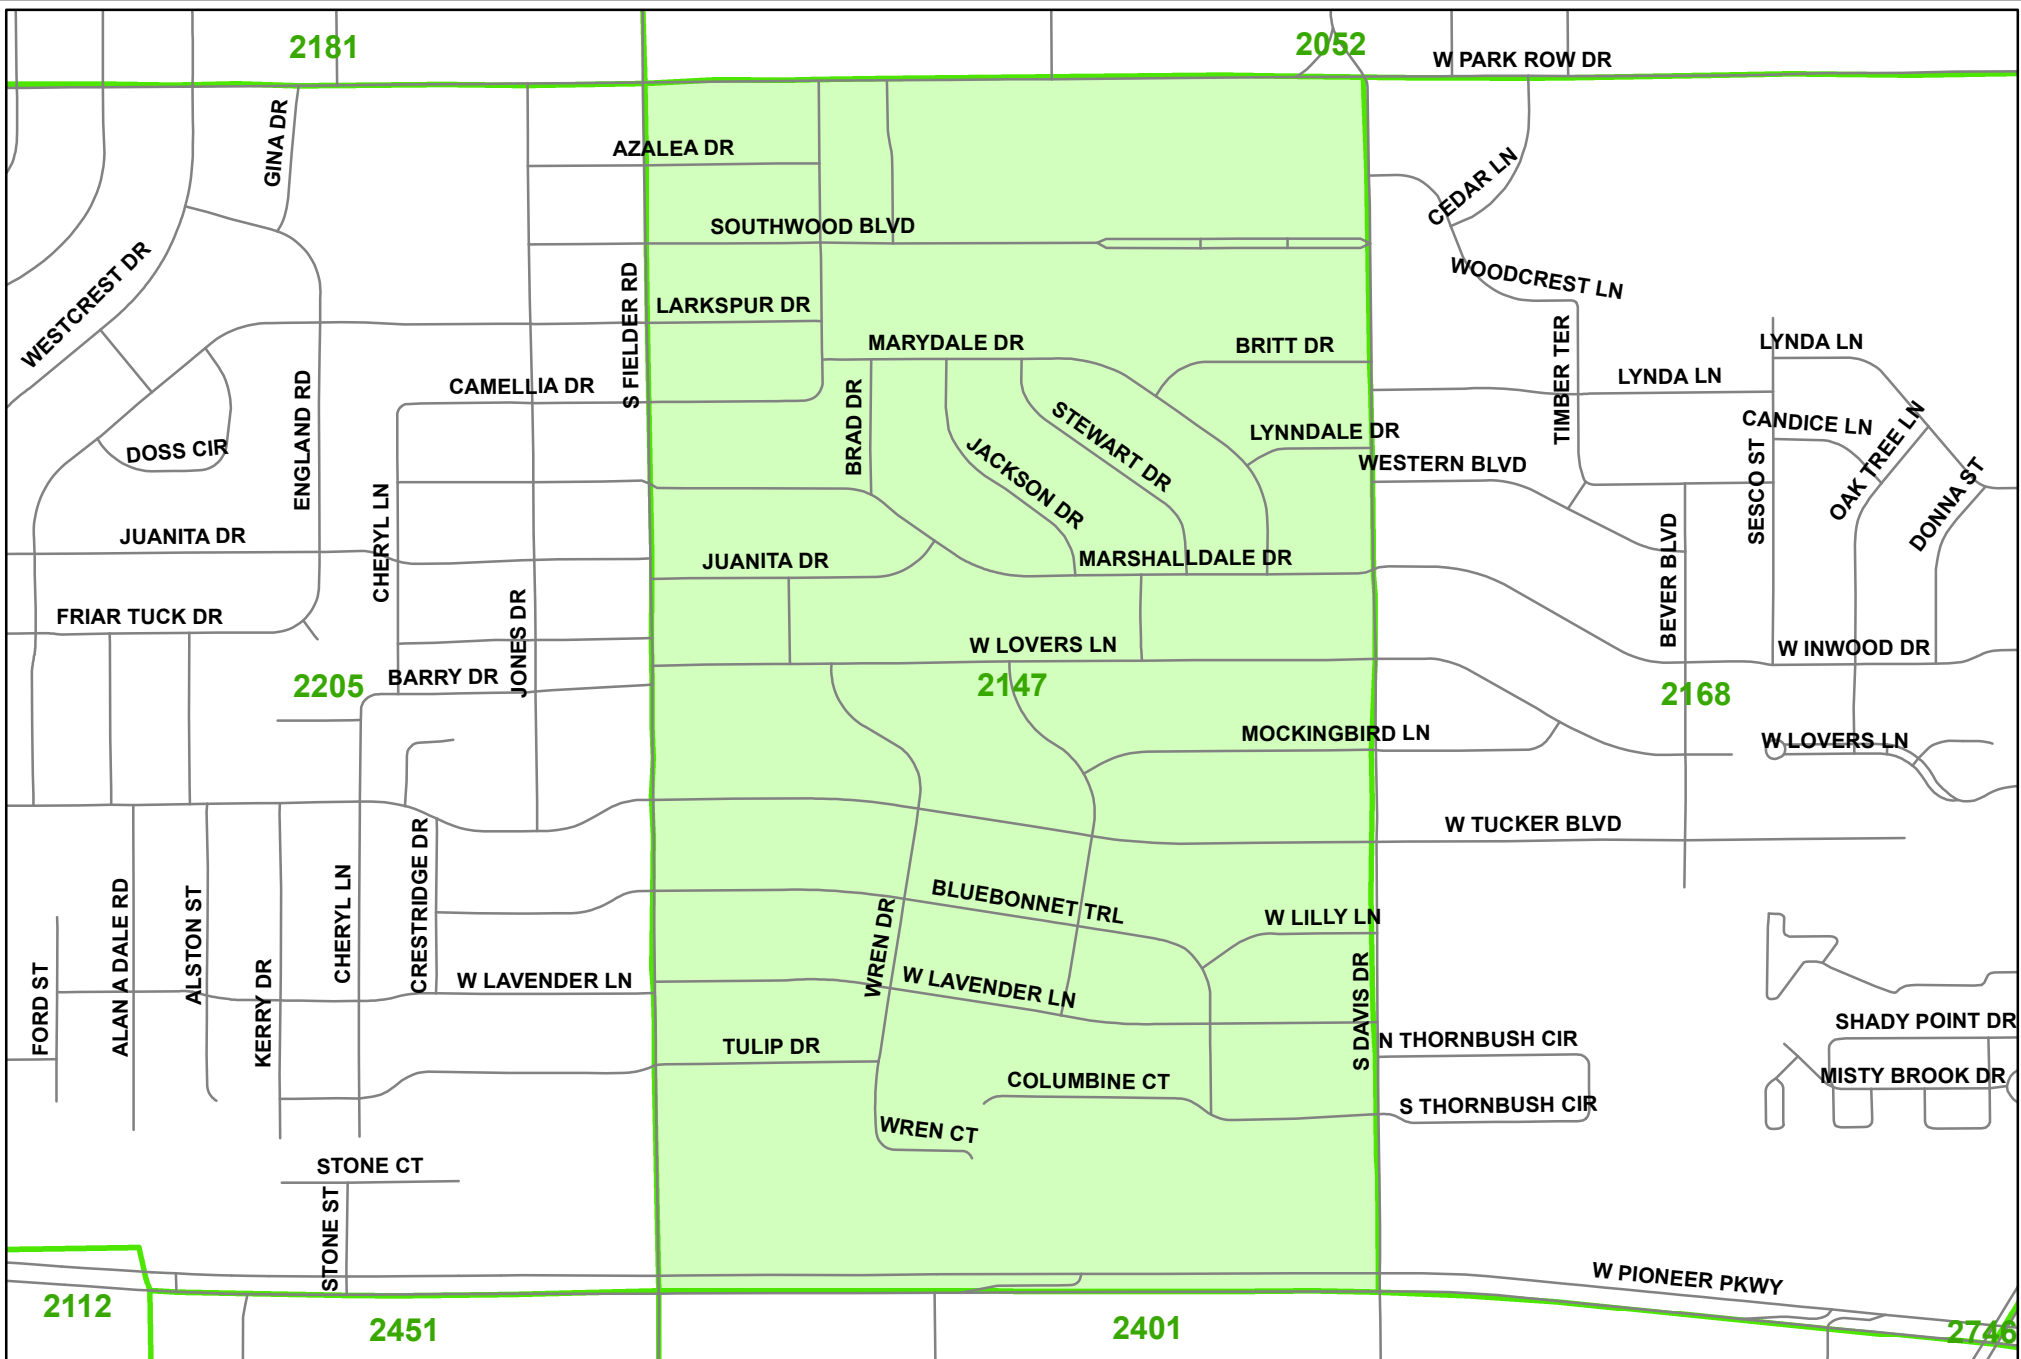 2181
2052
W PARK ROW DR
GINA DR
AZALEA DR
CEDAR LN
SOUTHWOOD BLVD
WESTCREST DR
S FIELDER RD
WOODCREST LN
LARKSPUR DR
MARYDALE DR
BRITT DR
TIMBER TER
LYNDA LN
LYNDA LN
CAMELLIA DR
ENGLAND RD
BRAD DR
STEWART DR
LYNNDALE DR
CANDICE LN
OAK TREE LN
DOSS CIR
JACKSON DR
WESTERN BLVD
SESCO ST
DONNA ST
CHERYL LN
JUANITA DR
JUANITA DR
MARSHALLDALE DR
BEVER BLVD
FRIAR TUCK DR
JONES DR
W LOVERS LN
W INWOOD DR
BARRY DR
2205
2147
2168
MOCKINGBIRD LN
W LOVERS LN
W TUCKER BLVD
CRESTRIDGE DR
BLUEBONNET TRL
W LILLY LN
ALAN A DALE RD
ALSTON ST
CHERYL LN
WREN DR
FORD ST
KERRY DR
W LAVENDER LN
W LAVENDER LN
S DAVIS DR
SHADY POINT DR
N THORNBUSH CIR
TULIP DR
COLUMBINE CT
MISTY BROOK DR
S THORNBUSH CIR
WREN CT
STONE CT
STONE ST
W PIONEER PKWY
2112
2451
2401
2746